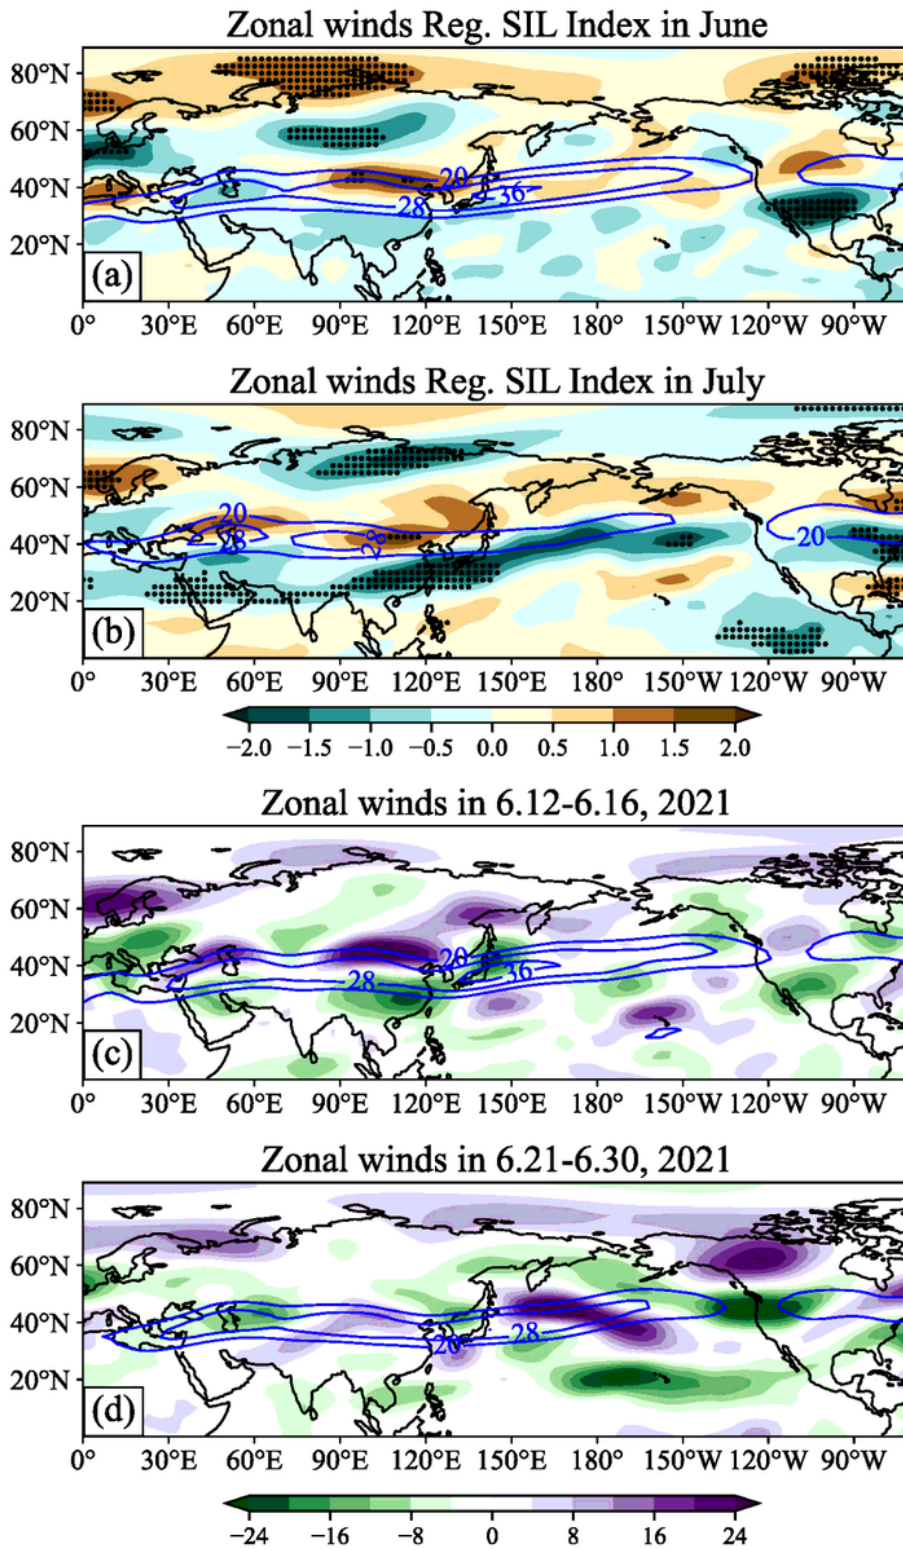 Zonal winds Reg. SIL Index in June
80°N
60°N
40°N
20°N
20
36
28
(a)
0° 30°E 60°E 90°E 120°E 150°E 180° 150°W 120°W 90°W
Zonal winds Reg. SIL Index in July
80°N
60°N
40°N
20°N
20
28
28
20
(b)
0° 30°E 60°E 90°E 120°E 150°E 180° 150°W 120°W 90°W
−2.0 −1.5 −1.0 −0.5 0.0 0.5 1.0 1.5 2.0
Zonal winds in 6.12-6.16, 2021
80°N
60°N
40°N
20°N
20
36
28
(c)
0° 30°E 60°E 90°E 120°E 150°E 180° 150°W 120°W 90°W
Zonal winds in 6.21-6.30, 2021
80°N
60°N
40°N
20°N
20
28
(d)
0° 30°E 60°E 90°E 120°E 150°E 180° 150°W 120°W 90°W
−24 −16 −8 0 8 16 24